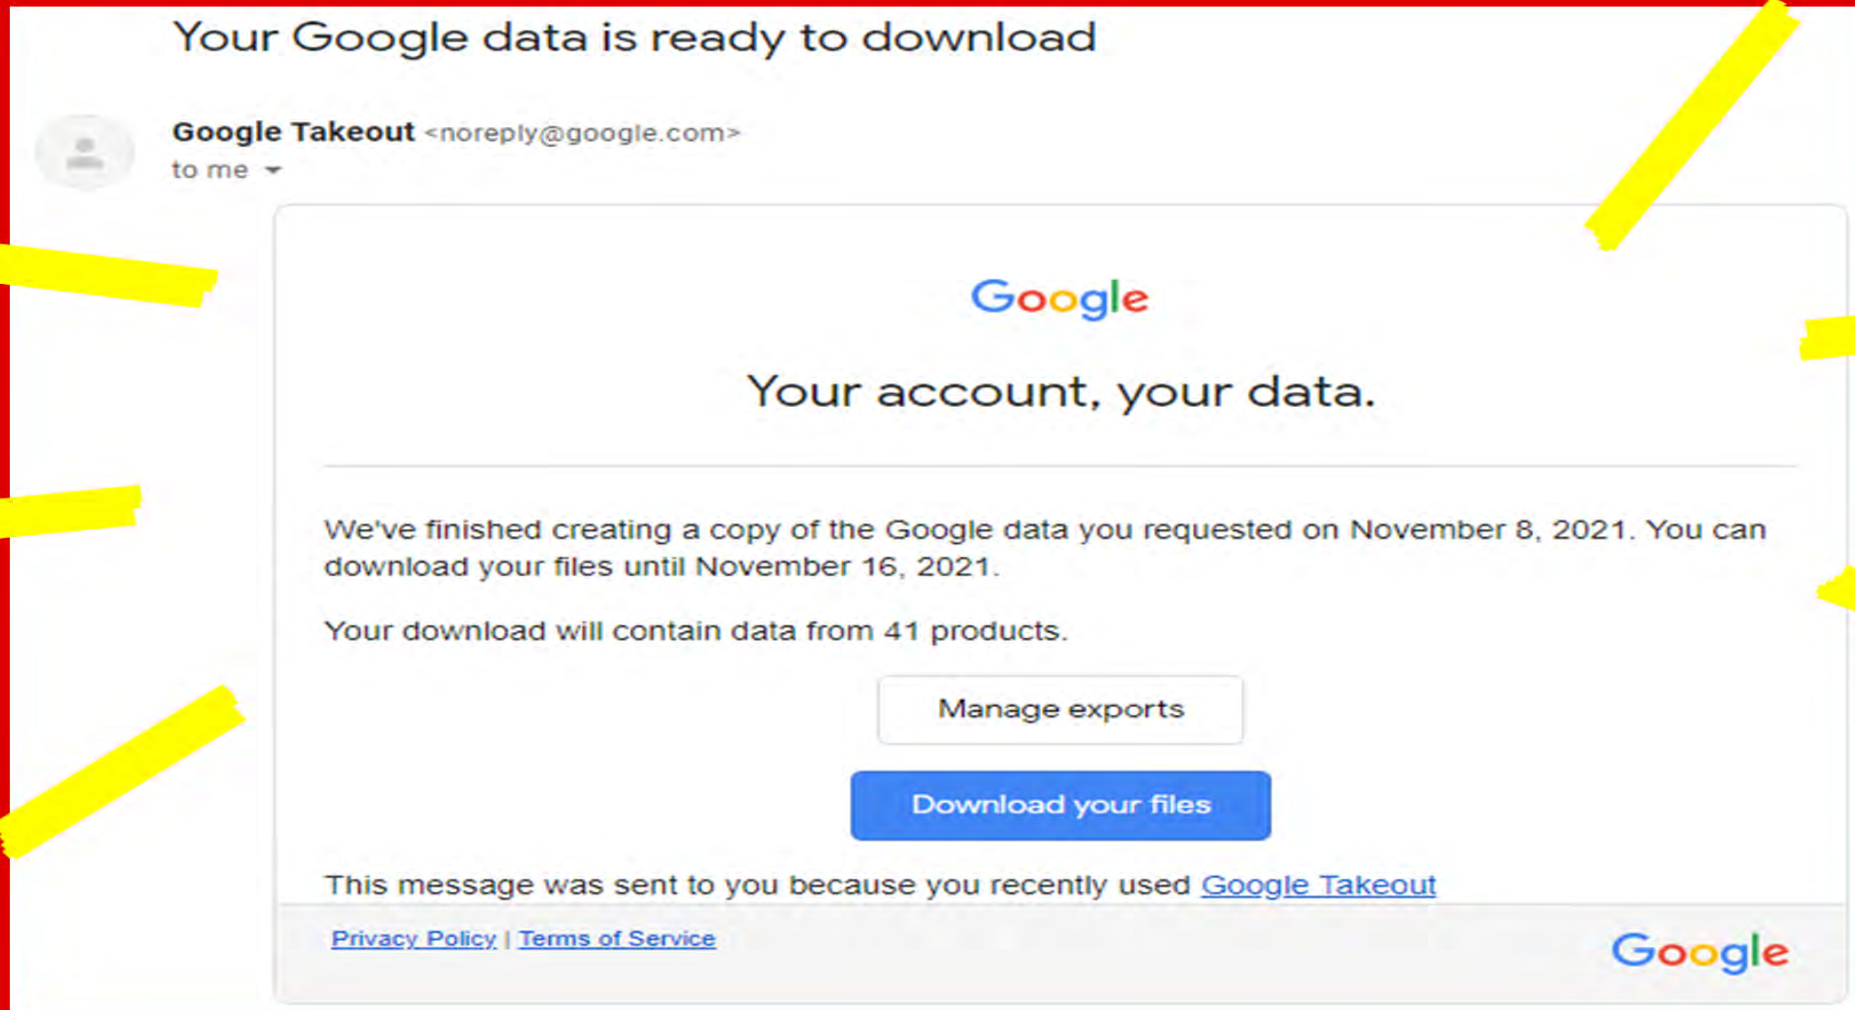 Your Google data is ready to download
Google Takeout <noreply@google.com>
to me
Google
Your account, your data.
We've finished creating a copy of the Google data you requested on November 8, 2021. You can
download your files until November 16, 2021.
Your download will contain data from 41 products.
Manage exports
Download your files
This message was sent to you because you recently used Google Takeout
Privacy Policy | Terms of Service
Google